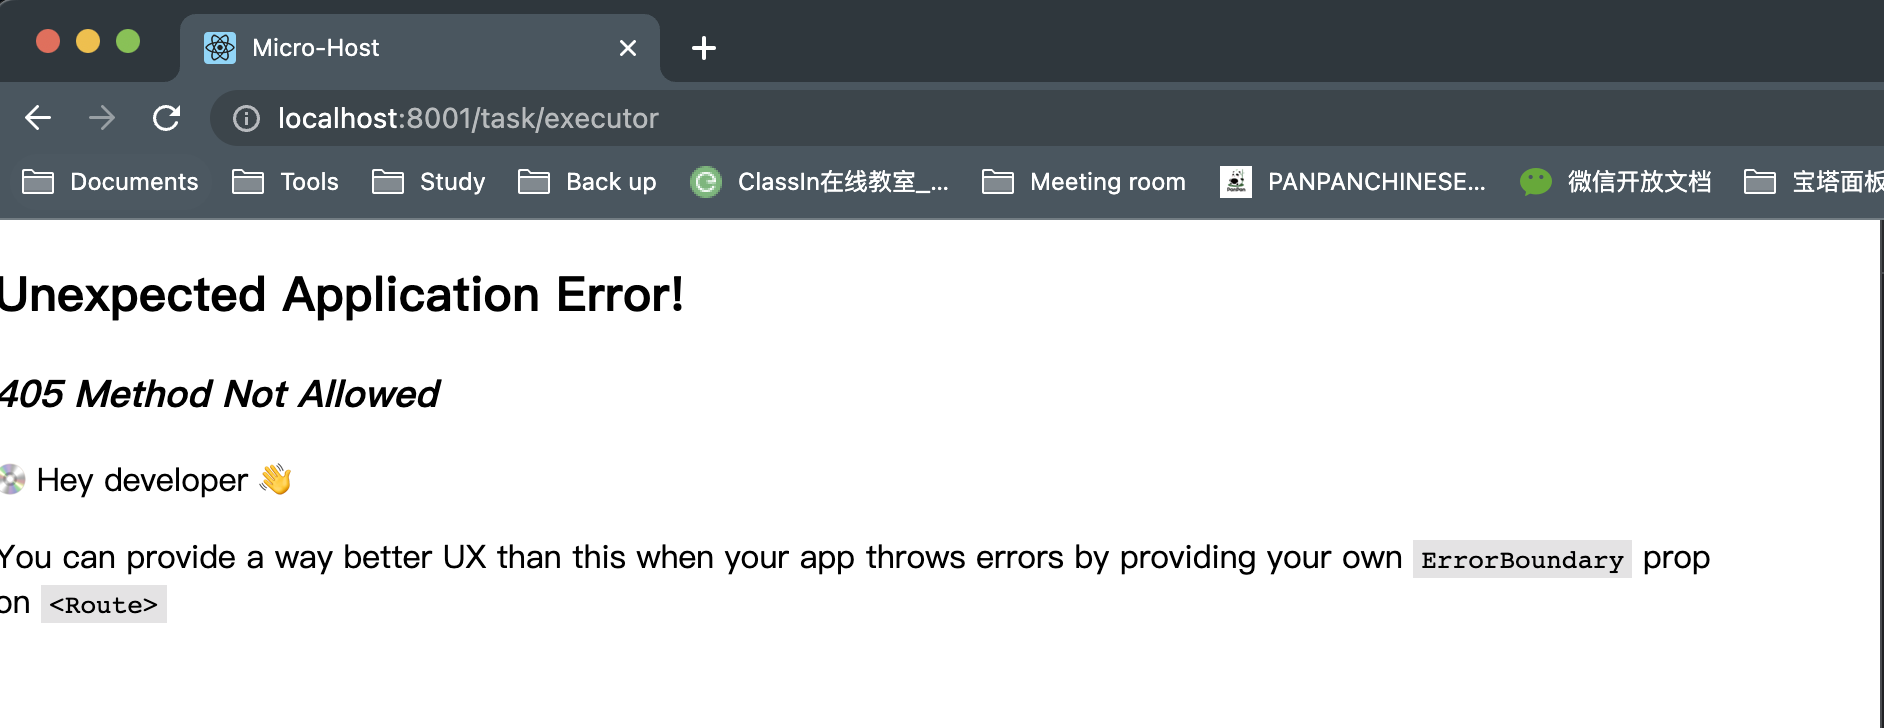 Micro-Host
localhost:8001/task/executor
Documents Tools Study Back up ClassIn在线教室_... Meeting room PANPANCHINESE... 微信开放文档 宝塔面板
Unexpected Application Error!
405 Method Not Allowed
💿 Hey developer 👋
You can provide a way better UX than this when your app throws errors by providing your own ErrorBoundary prop
on <Route>